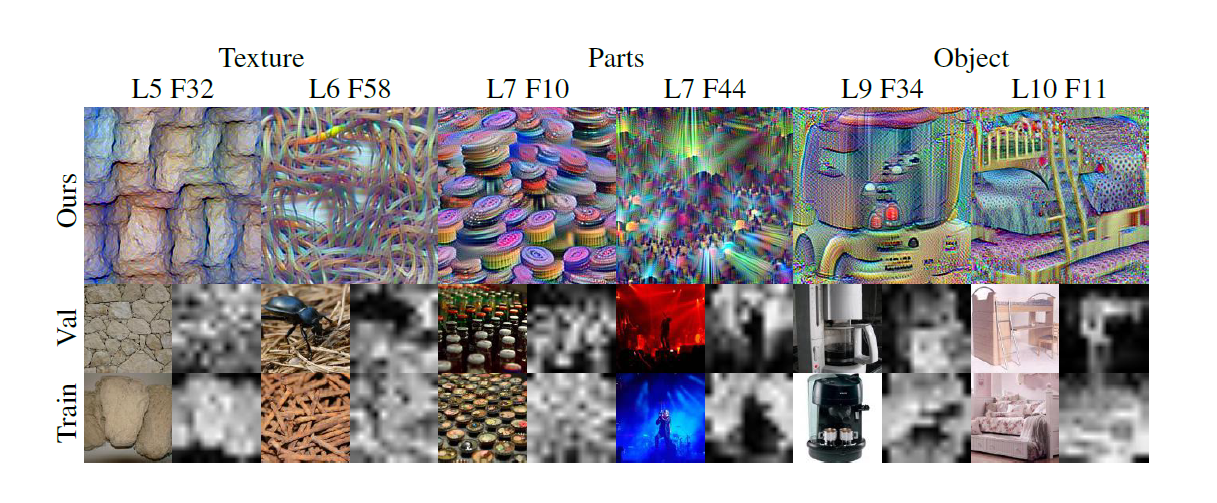 Texture Parts Object
L5 F32 L6 F58 L7 F10 L7 F44 L9 F34 L10 F11
Ours
Val
Train